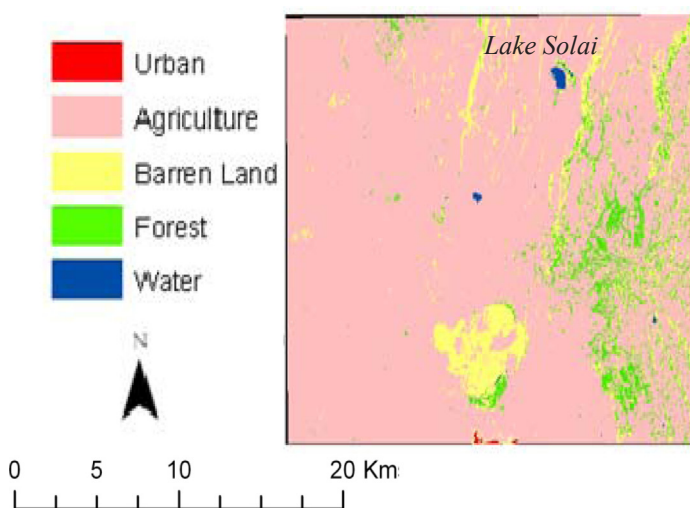 Lake Solai
Urban
Agriculture
Barren Land
Forest
Water
N
0 5 10 20 Km